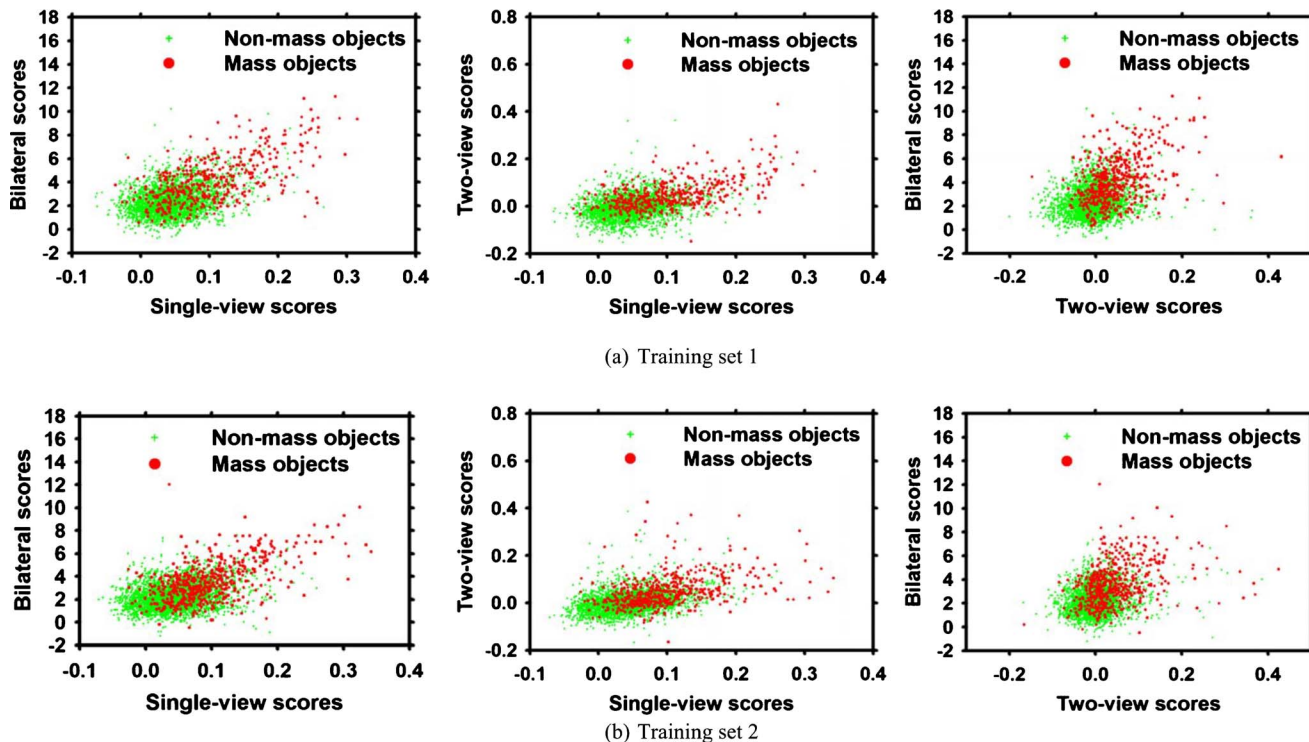 18
16
14
12
10
8
6
4
2
0
-2
Bilateral scores
Non-mass objects
Mass objects
-0.1 0.0 0.1 0.2 0.3 0.4
Single-view scores
0.8
0.6
0.4
0.2
0.0
-0.2
Two-view scores
Non-mass objects
Mass objects
-0.1 0.0 0.1 0.2 0.3 0.4
Single-view scores
18
16
14
12
10
8
6
4
2
0
-2
Bilateral scores
Non-mass objects
Mass objects
-0.2 0.0 0.2 0.4
Two-view scores
(a) Training set 1
18
16
14
12
10
8
6
4
2
0
-2
Bilateral scores
Non-mass objects
Mass objects
-0.1 0.0 0.1 0.2 0.3 0.4
Single-view scores
0.8
0.6
0.4
0.2
0.0
-0.2
Two-view scores
Non-mass objects
Mass objects
-0.1 0.0 0.1 0.2 0.3 0.4
Single-view scores
18
16
14
12
10
8
6
4
2
0
-2
Bilateral scores
Non-mass objects
Mass objects
-0.2 0.0 0.2 0.4
Two-view scores
(b) Training set 2